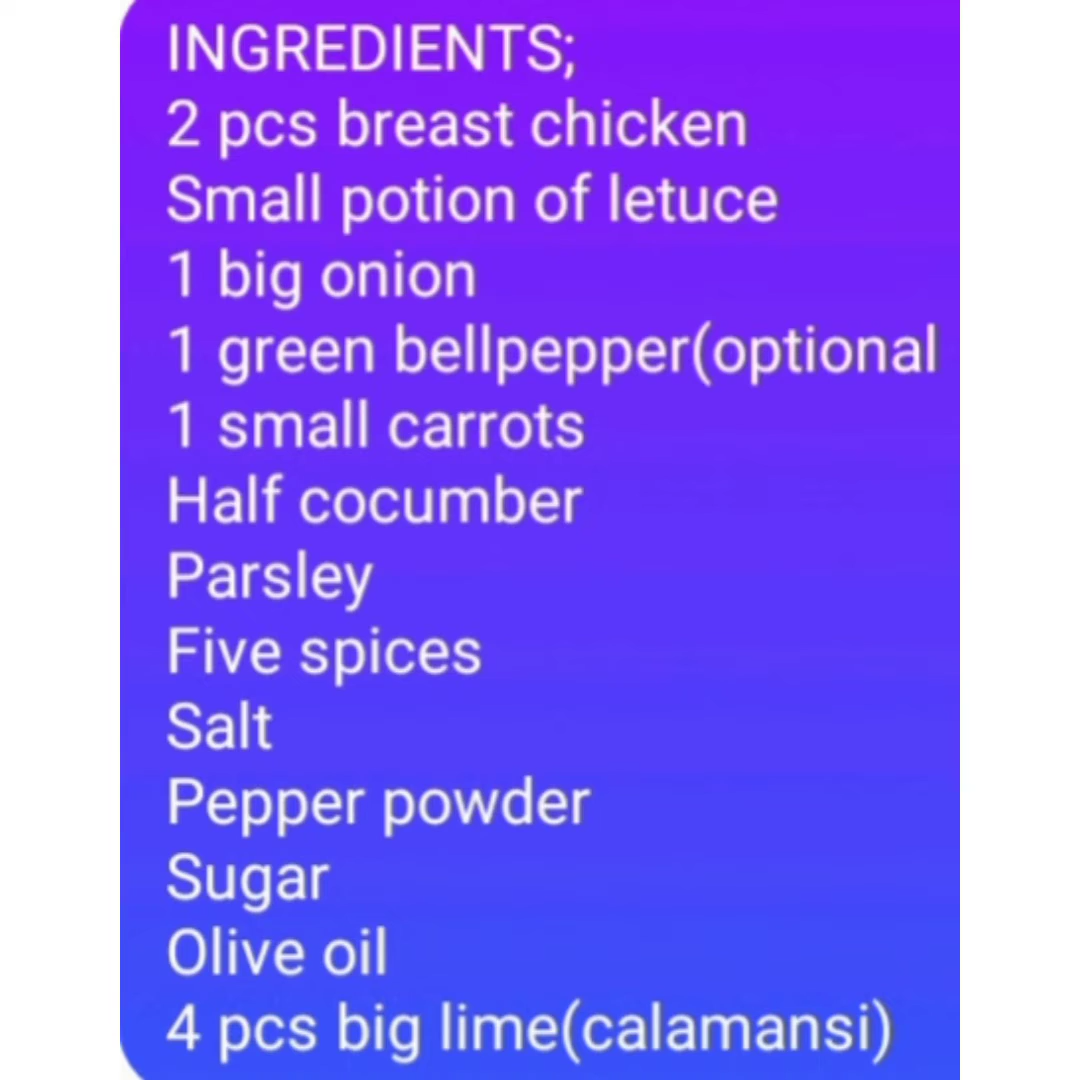 INGREDIENTS;
2 pcs breast chicken
Small potion of letuce
1 big onion
1 green bellpepper(optional
1 small carrots
Half cocumber
Parsley
Five spices
Salt
Pepper powder
Sugar
Olive oil
4 pcs big lime(calamansi)